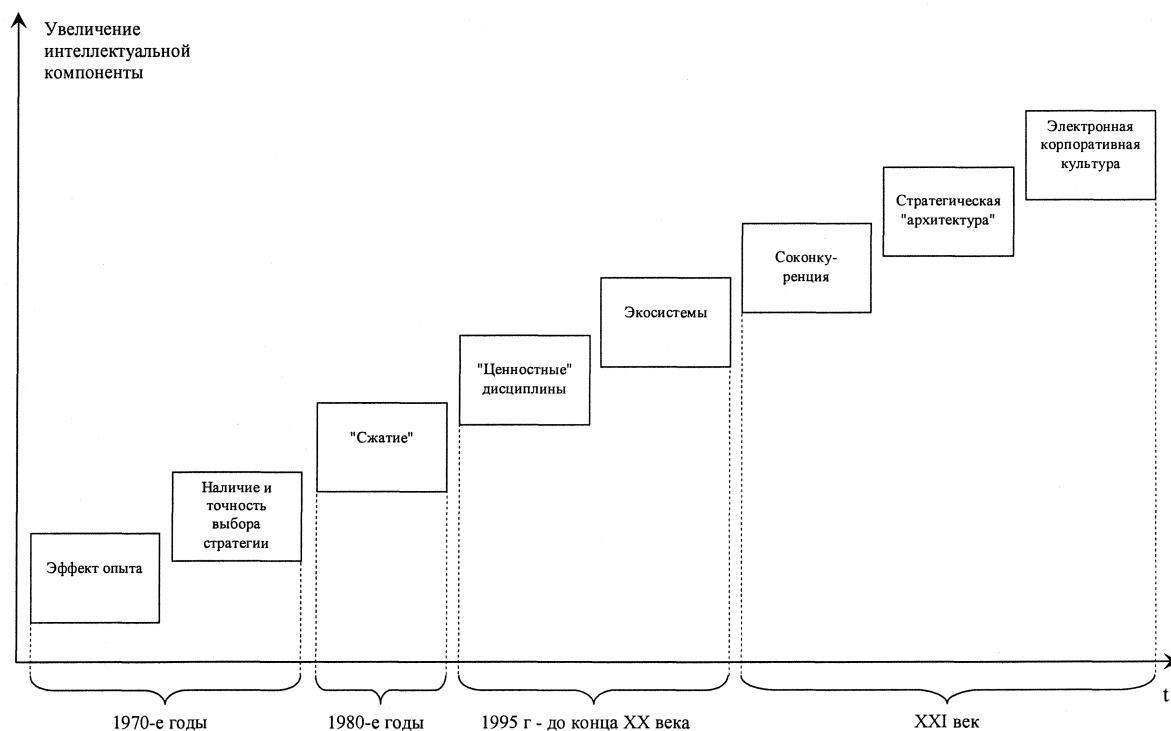 Увеличение
интеллектуальной
компоненты
Электронная
корпоративная
культура
Стратегическая
"архитектура"
Соконку-
ренция
Экосистемы
"Ценностные"
дисциплины
"Сжатие"
Наличие и
точность
выбора
стратегии
Эффект опыта
t
1970-е годы
1980-е годы
1995 г - до конца XX века
XXI век